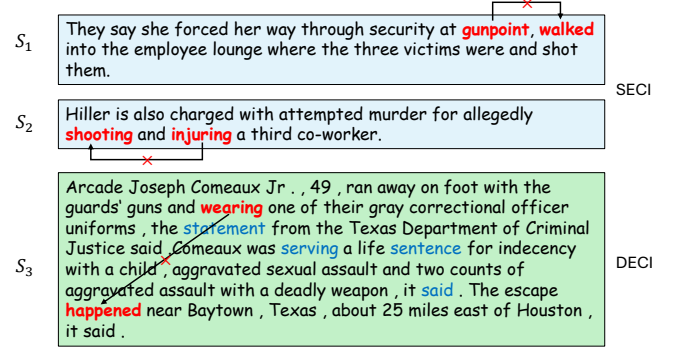 S1
They say she forced her way through security at gunpoint, walked
into the employee lounge where the three victims were and shot
them.
SECI
S2
Hiller is also charged with attempted murder for allegedly
shooting and injuring a third co-worker.
S3
Arcade Joseph Comeaux Jr . , 49 , ran away on foot with the
guards' guns and wearing one of their gray correctional officer
uniforms , the statement from the Texas Department of Criminal
Justice said . Comeaux was serving a life sentence for indecency
with a child , aggravated sexual assault and two counts of
aggravated assault with a deadly weapon , it said . The escape
happened near Baytown , Texas , about 25 miles east of Houston ,
it said .
DECI